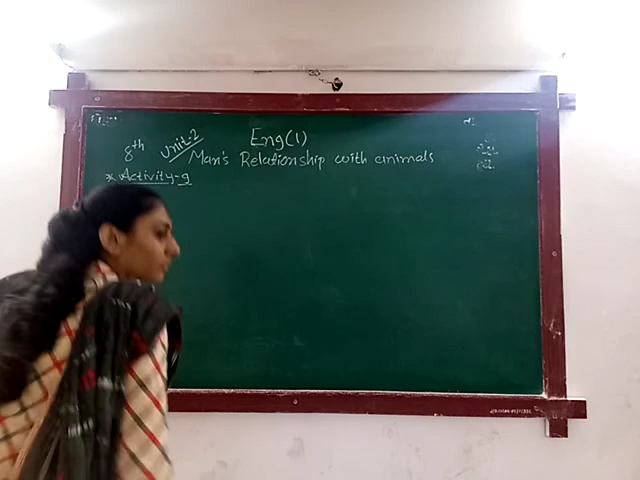 Eng(1)
8th Unit-2 Man's Relationship with animals
* Activity-9